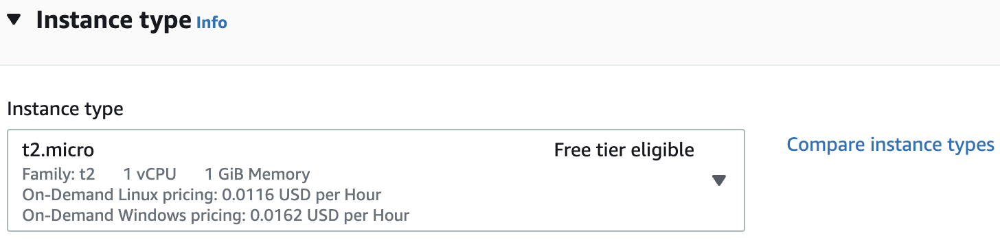 Instance type Info
Instance type
t2.micro Free tier eligible
Compare instance types
Family: t2 1 vCPU 1 GiB Memory
On-Demand Linux pricing: 0.0116 USD per Hour
On-Demand Windows pricing: 0.0162 USD per Hour